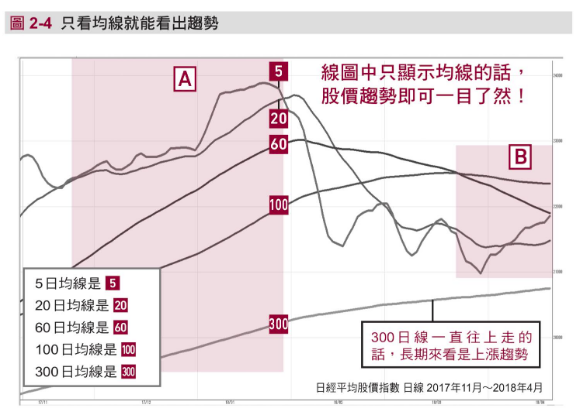 圖 2-4 只看均線就能看出趨勢
A
5
線圖中只顯示均線的話，
股價趨勢即可一目了然！
20
60
B
100
5日均線是 5
20日均線是 20
60日均線是 60
100日均線是 100
300日均線是 300
300
300日線一直往上走的
話，長期來看是上漲趨勢
日經平均股價指數 日線 2017年11月～2018年4月